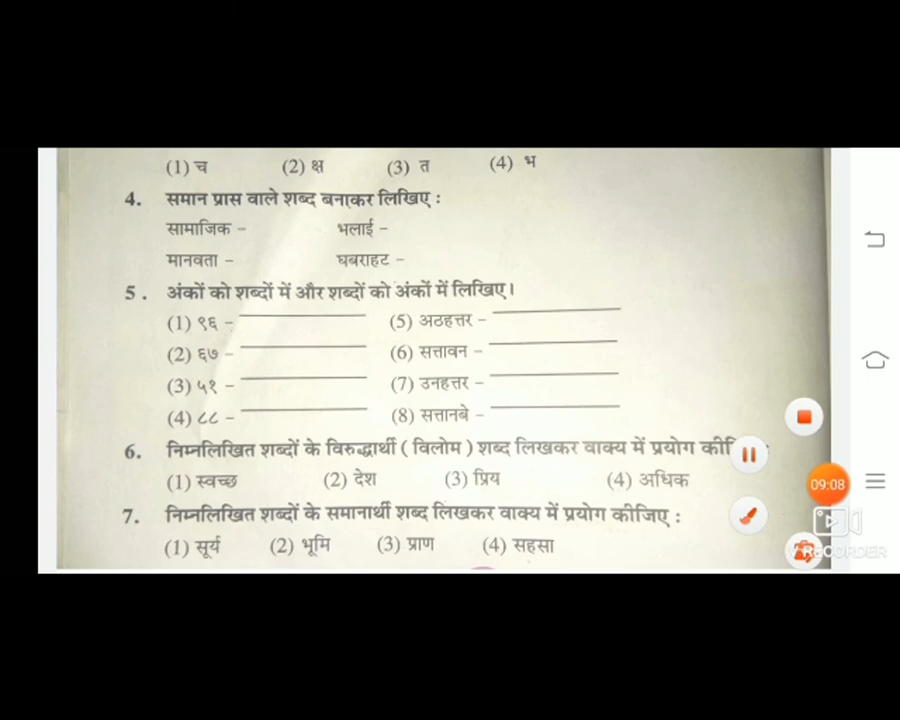 (1) च (2) क्ष (3) त (4) भ
4. समान प्रास वाले शब्द बनाकर लिखिए :
सामाजिक - भलाई -
मानवता - घबराहट -
5 . अंकों को शब्दों में और शब्दों को अंकों में लिखिए।
(1) ९६ - (5) अठहत्तर -
(2) ६७ - (6) सत्तावन -
(3) ५१ - (7) उनहत्तर -
(4) ८८ - (8) सत्तानबे -
6. निम्नलिखित शब्दों के विरुद्धार्थी ( विलोम ) शब्द लिखकर वाक्य में प्रयोग
(1) स्वच्छ (2) देश (3) प्रिय (4) अधिक
09:08
7. निम्नलिखित शब्दों के समानार्थी शब्द लिखकर वाक्य में प्रयोग कीजिए :
(1) सूर्य (2) भूमि (3) प्राण (4) सहसा
RECORDER